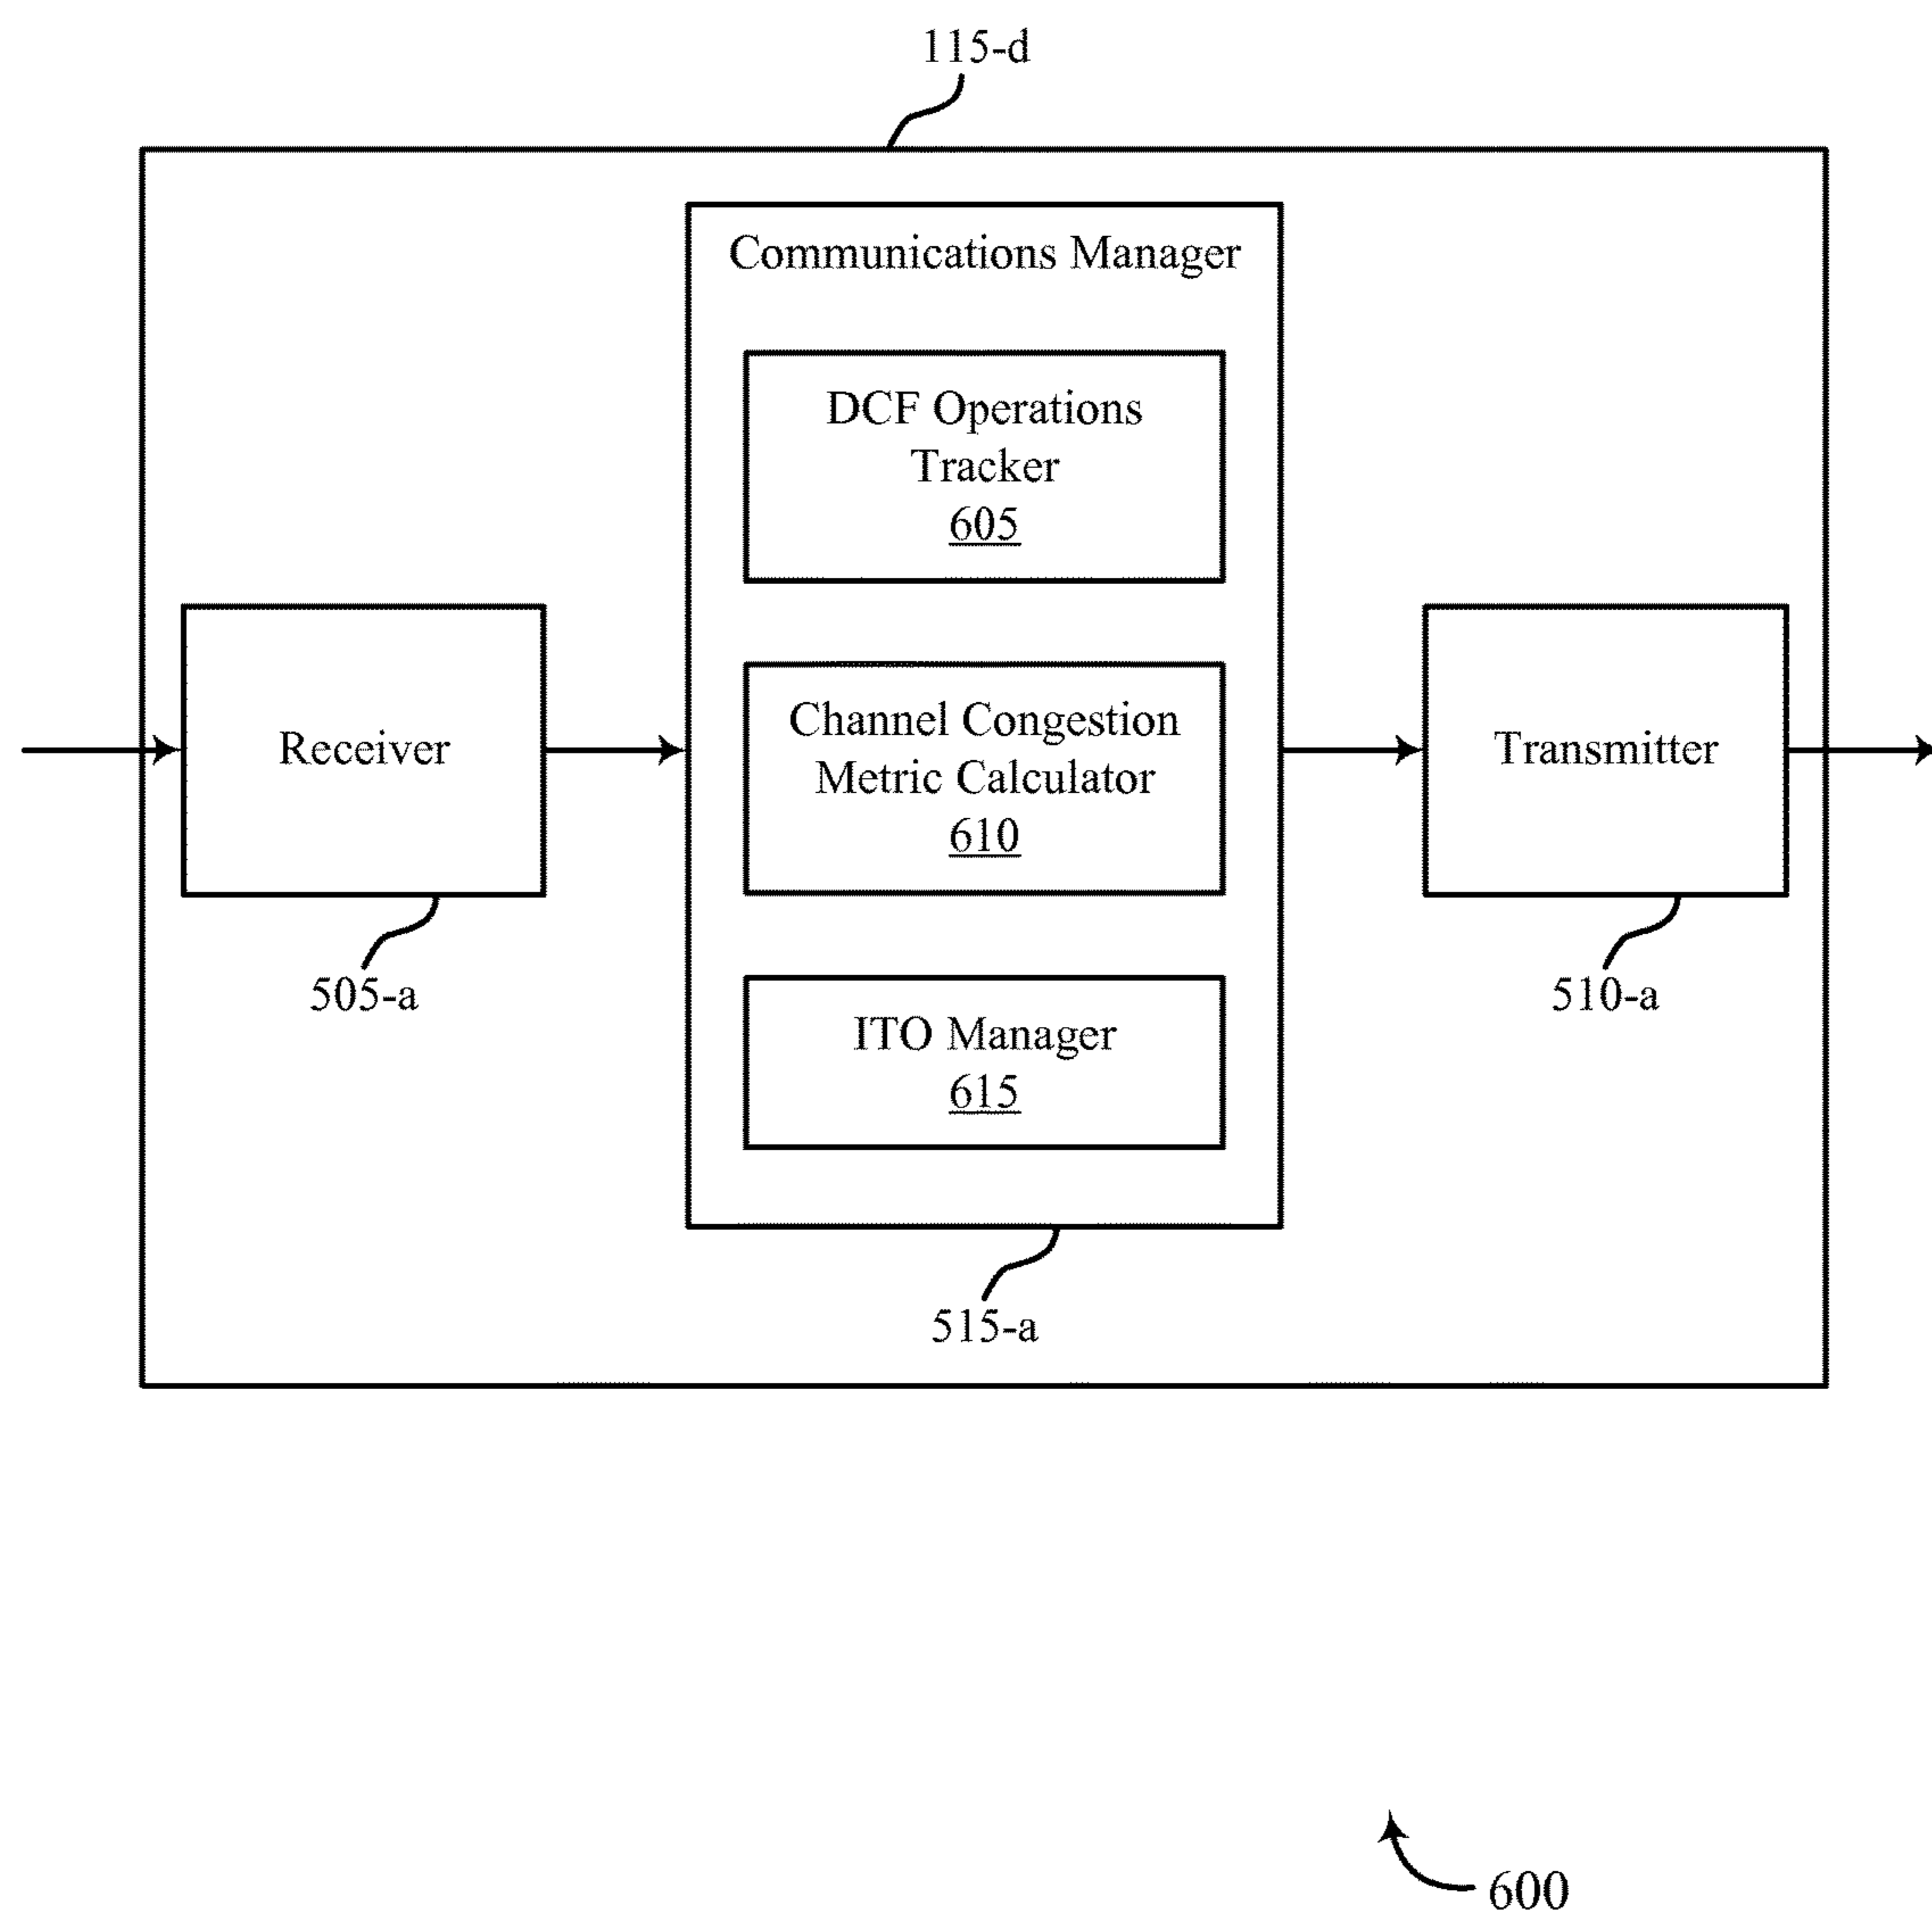 115-d
Communications Manager
DCF Operations
Tracker
605
Channel Congestion
Metric Calculator
610
ITO Manager
615
Receiver
Transmitter
505-a
510-a
515-a
600